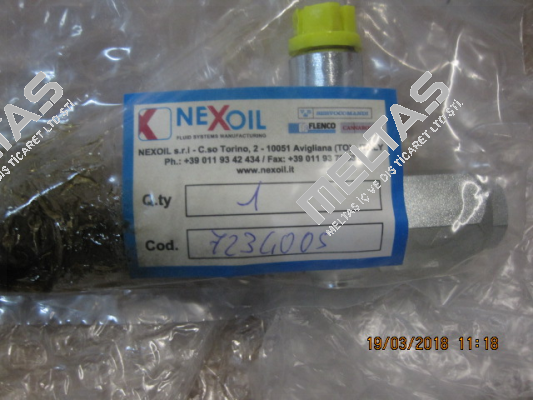 NEXOIL
FLUID SYSTEMS MANUFACTURING
FLENCO
NEXOIL s.r.l - C.so Torino, 2 - 10051 Avigliana (TO)
Ph.: +39 011 93 42 434 / Fax: +39 011 93
www.nexoil.it
Q.ty 1
Cod. 7234005
MELTAS
MELTAS İÇ VE DIŞ TİCARET LTD ŞTİ.
19/03/2018 11:18